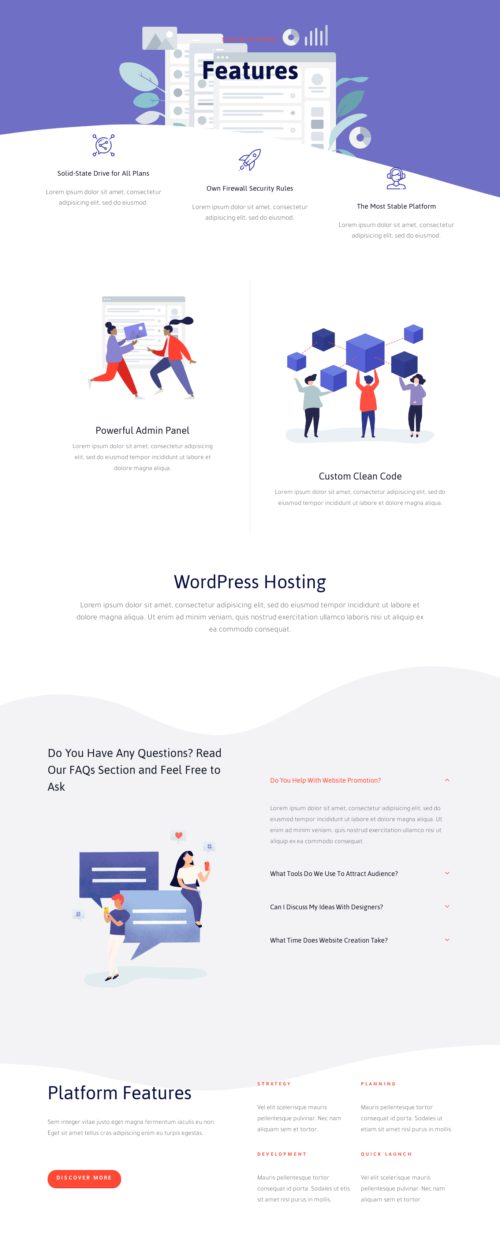 Features
Solid-State Drive for All Plans
Lorem ipsum dolor sit amet, consectetur
adipiscing elit, sed do eiusmod.
Own Firewall Security Rules
Lorem ipsum dolor sit amet, consectetur
adipiscing elit, sed do eiusmod.
The Most Stable Platform
Lorem ipsum dolor sit amet, consectetur
adipiscing elit, sed do eiusmod.
Powerful Admin Panel
Lorem ipsum dolor sit amet, consectetur adipiscing
elit, sed do eiusmod tempor incididunt ut labore et
dolore magna aliqua.
Custom Clean Code
Lorem ipsum dolor sit amet, consectetur adipiscing elit, sed do
eiusmod tempor incididunt ut labore et dolore magna aliqua.
WordPress Hosting
Lorem ipsum dolor sit amet, consectetur adipiscing elit, sed do eiusmod tempor incididunt ut labore et
dolore magna aliqua. Ut enim ad minim veniam, quis nostrud exercitation ullamco laboris nisi ut aliquip ex
ea commodo consequat.
Do You Have Any Questions? Read
Our FAQs Section and Feel Free to
Ask
Do You Help With Website Promotion?
Lorem ipsum dolor sit amet, consectetur adipiscing elit, sed do
eiusmod tempor incididunt ut labore et dolore magna aliqua. Ut
enim ad minim veniam, quis nostrud exercitation ullamco laboris nisi ut
aliquip ex ea commodo consequat
What Tools Do We Use To Attract Audience?
Can I Discuss My Ideas With Designers?
What Time Does Website Creation Take?
Platform Features
Sem integer vitae justo eget magna fermentum iaculis eu non.
Eget sit amet tellus cras adipiscing enim eu turpis egestas.
DISCOVER MORE
STRATEGY
Vel elit scelerisque mauris
pellentesque pulvinar. Nec nam
aliquam sem et tortor.
PLANNING
Mauris pellentesque tortor
consequat id porta. Sodales ut
etiam sit amet nisl purus in mollis.
DEVELOPMENT
Mauris pellentesque tortor
consequat id porta. Sodales ut etis
sit amet nisl purus in mollis.
QUICK LAUNCH
Vel elit scelerisque mauris
pellentesque pulvinar. Nec nam
aliquam sem et tortor